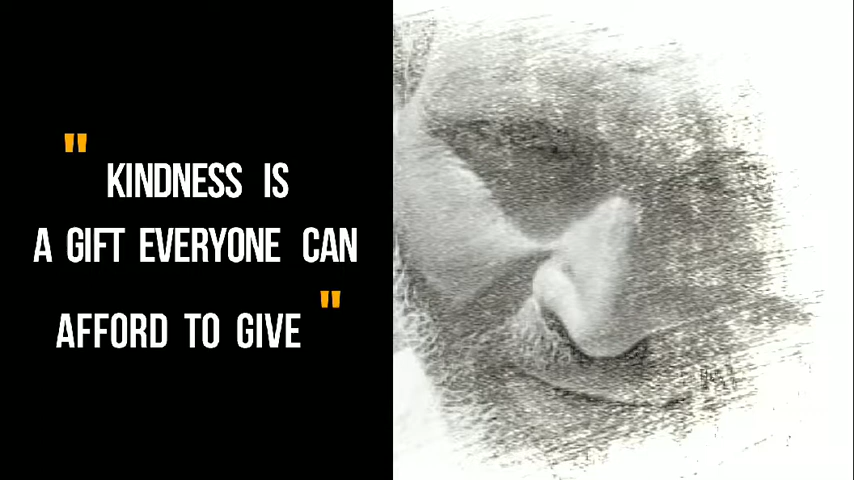 " KINDNESS IS
A GIFT EVERYONE CAN
AFFORD TO GIVE "